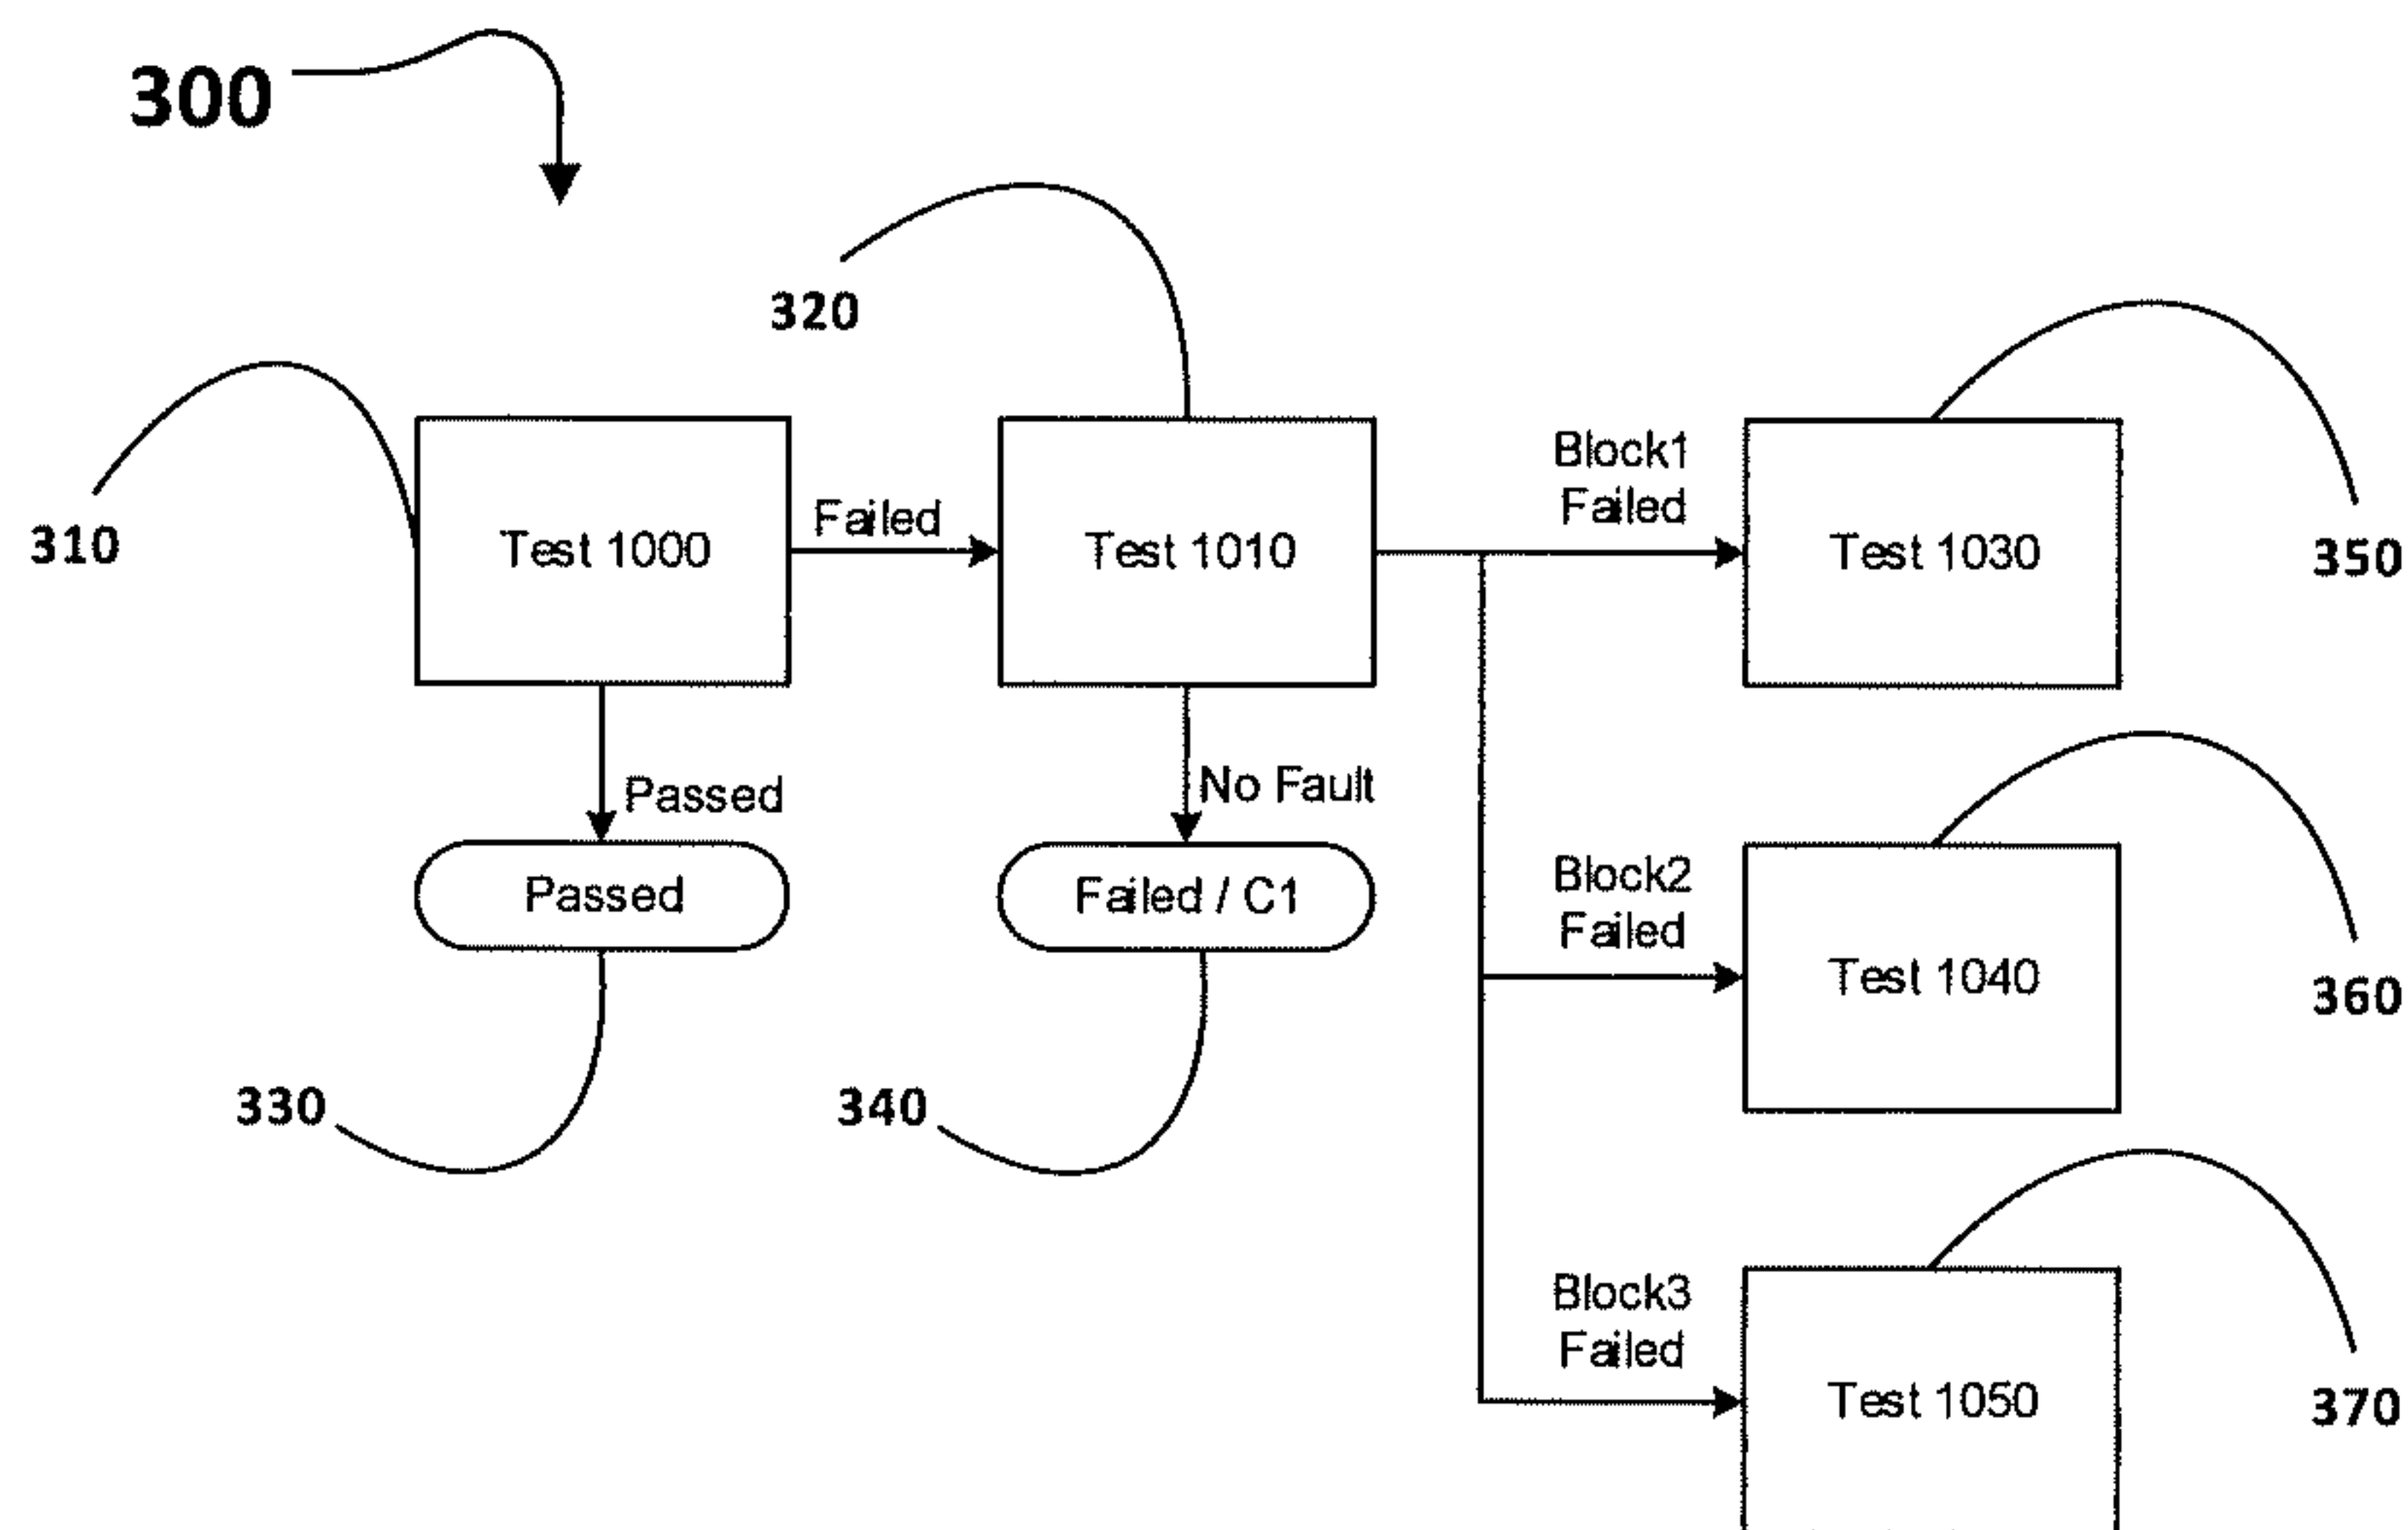 300
320
310
Test 1000
Failed
Test 1010
Block1
Failed
Test 1030
350
Passed
No Fault
Passed
Failed / C1
Block2
Failed
Test 1040
360
330
340
Block3
Failed
Test 1050
370